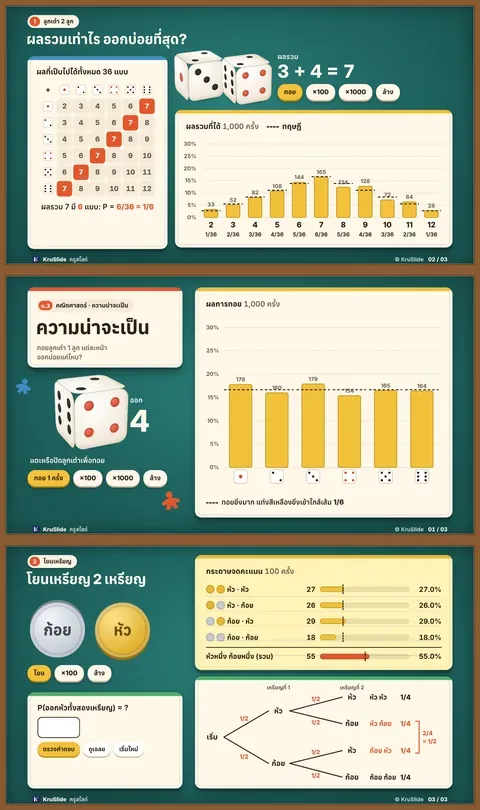 1 ลูกเต๋า 2 ลูก
ผลรวมเท่าไร ออกบ่อยที่สุด?
ผลที่เป็นไปได้ทั้งหมด 36 แบบ
2 3 4 5 6 7
3 4 5 6 7 8
4 5 6 7 8 9
5 6 7 8 9 10
6 7 8 9 10 11
7 8 9 10 11 12
ผลรวม 7 มี 6 แบบ: P = 6/36 = 1/6
ผลรวม
3 + 4 = 7
ทอย ×100 ×1000 ล้าง
ผลรวมที่ได้ 1,000 ครั้ง ---- ทฤษฎี
30%
25%
20%
15%
10%
5%
0%
33 52 82 108 144 165 134 128 72 64 28
2 3 4 5 6 7 8 9 10 11 12
1/36 2/36 3/36 4/36 5/36 6/36 5/36 4/36 3/36 2/36 1/36
KruSlide ครูสไลด์
© KruSlide 02 / 03
ม.3 คณิตศาสตร์ · ความน่าจะเป็น
ความน่าจะเป็น
ทอยลูกเต๋า 1 ลูก แต่ละหน้า
ออกบ่อยแค่ไหน?
ออก
4
แตะหรือปัดลูกเต๋าเพื่อทอย
ทอย 1 ครั้ง ×100 ×1000 ล้าง
ผลการทอย 1,000 ครั้ง
30%
25%
20%
15%
10%
5%
0%
178 160 179 154 165 164
---- ทอยยิ่งมาก แท่งสีเหลืองยิ่งเข้าใกล้เส้น 1/6
KruSlide ครูสไลด์
© KruSlide 01 / 03
2 โยนเหรียญ
โยนเหรียญ 2 เหรียญ
ก้อย หัว
โยน ×100 ล้าง
P(ออกหัวทั้งสองเหรียญ) = ?
ตรวจคำตอบ ดูเฉลย เริ่มใหม่
กระดาษจดคะแนน 100 ครั้ง
หัว · หัว 27 27.0%
หัว · ก้อย 26 26.0%
ก้อย · หัว 29 29.0%
ก้อย · ก้อย 18 18.0%
หัวหนึ่ง ก้อยหนึ่ง (รวม) 55 55.0%
เหรียญที่ 1 เหรียญที่ 2
เริ่ม
1/2 หัว
1/2 ก้อย
1/2 หัว หัว หัว 1/4
1/2 ก้อย หัว ก้อย 1/4
1/2 หัว ก้อย หัว 1/4
1/2 ก้อย ก้อย ก้อย 1/4
2/4
= 1/2
KruSlide ครูสไลด์
© KruSlide 03 / 03